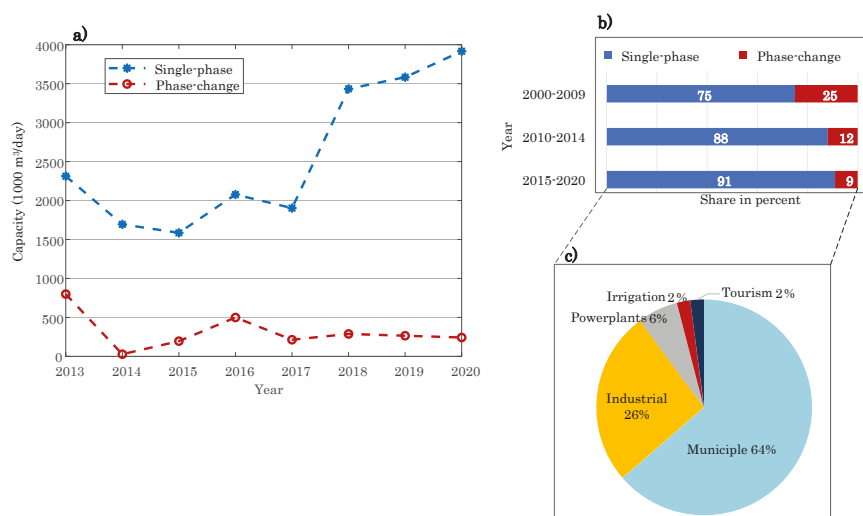 a)
Capacity (1000 m³/day)
4000
3500
3000
2500
2000
1500
1000
500
0
Single-phase
Phase-change
2013 2014 2015 2016 2017 2018 2019 2020
Year
b)
Single-phase Phase-change
Year
2000-2009 75 25
2010-2014 88 12
2015-2020 91 9
Share in percent
c)
Irrigation 2%
Tourism 2%
Powerplants 6%
Industrial
26%
Municiple 64%